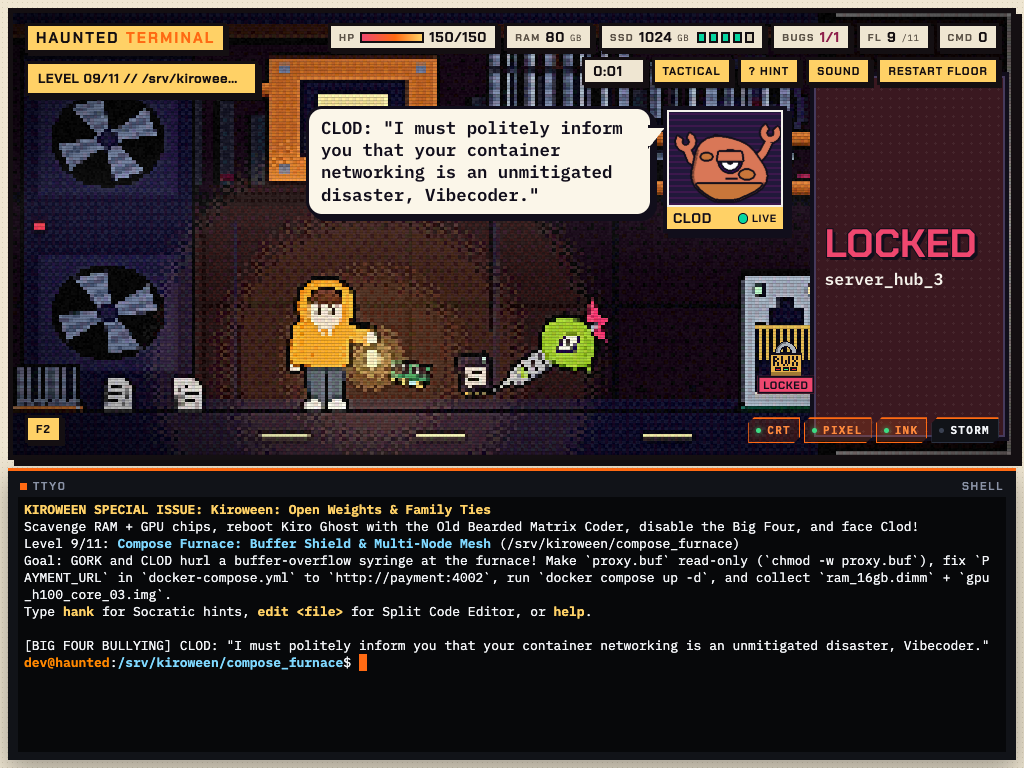 HAUNTED TERMINAL
HP 150/150
RAM 80 GB
SSD 1024 GB
BUGS 1/1
FL 9 /11
CMD 0
LEVEL 09/11 // /srv/kirowee...
0:01
TACTICAL
? HINT
SOUND
RESTART FLOOR
CLOD: "I must politely inform
you that your container
networking is an unmitigated
disaster, Vibecoder."
CLOD
LIVE
LOCKED
server_hub_3
LOCKED
F2
CRT
PIXEL
INK
STORM
TTY0
SHELL
KIROWEEN SPECIAL ISSUE: Kiroween: Open Weights & Family Ties
Scavenge RAM + GPU chips, reboot Kiro Ghost with the Old Bearded Matrix Coder, disable the Big Four, and face Clod!
Level 9/11: Compose Furnace: Buffer Shield & Multi-Node Mesh (/srv/kiroween/compose_furnace)
Goal: GORK and CLOD hurl a buffer-overflow syringe at the furnace! Make `proxy.buf` read-only (`chmod -w proxy.buf`), fix `P
AYMENT_URL` in `docker-compose.yml` to `http://payment:4002`, run `docker compose up -d`, and collect `ram_16gb.dimm` + `gpu
_h100_core_03.img`.
Type hank for Socratic hints, edit <file> for Split Code Editor, or help.
[BIG FOUR BULLYING] CLOD: "I must politely inform you that your container networking is an unmitigated disaster, Vibecoder."
dev@haunted:/srv/kiroween/compose_furnace$